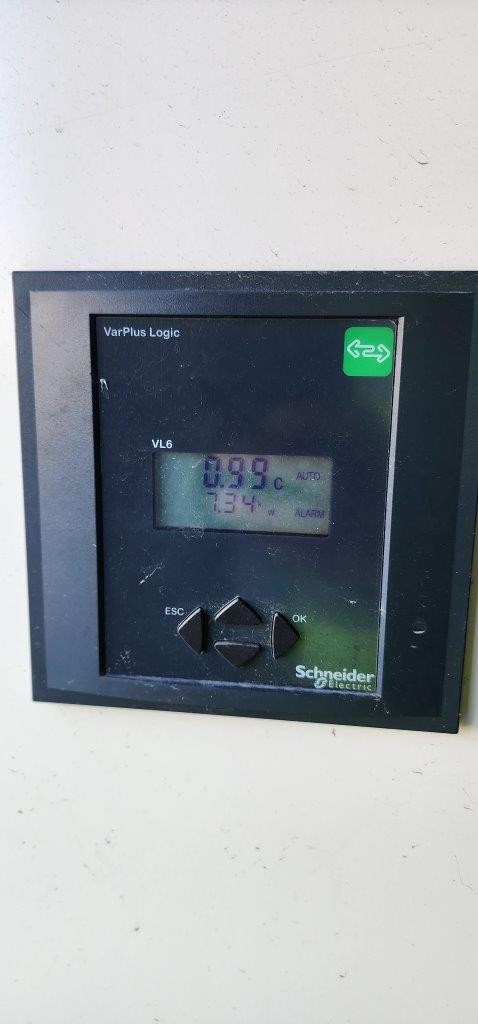 VarPlus Logic
VL6
0.99 C AUTO
7.34 k W ALARM
ESC
OK
Schneider
Electric